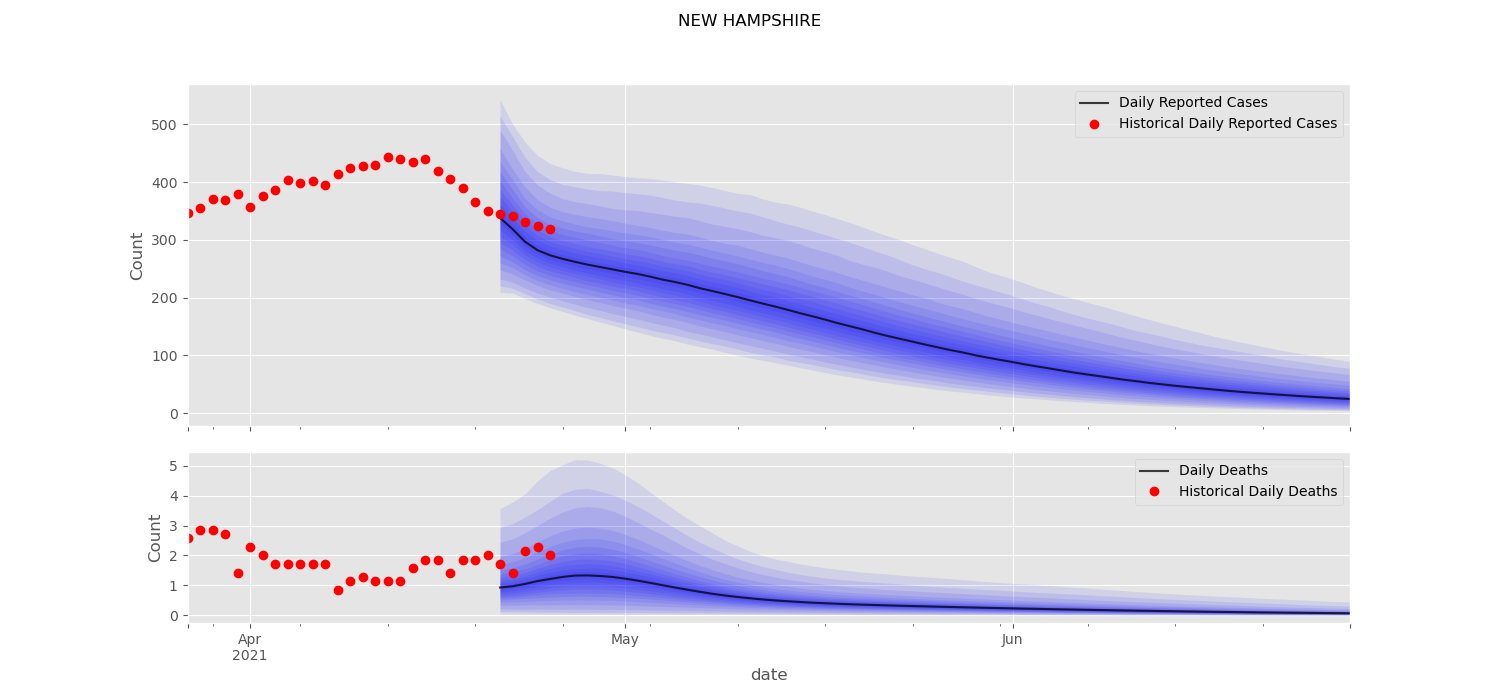 NEW HAMPSHIRE
500
400
300
200
100
0
Count
Daily Reported Cases
Historical Daily Reported Cases
5
4
3
2
1
0
Count
Daily Deaths
Historical Daily Deaths
Apr
2021
May
Jun
date